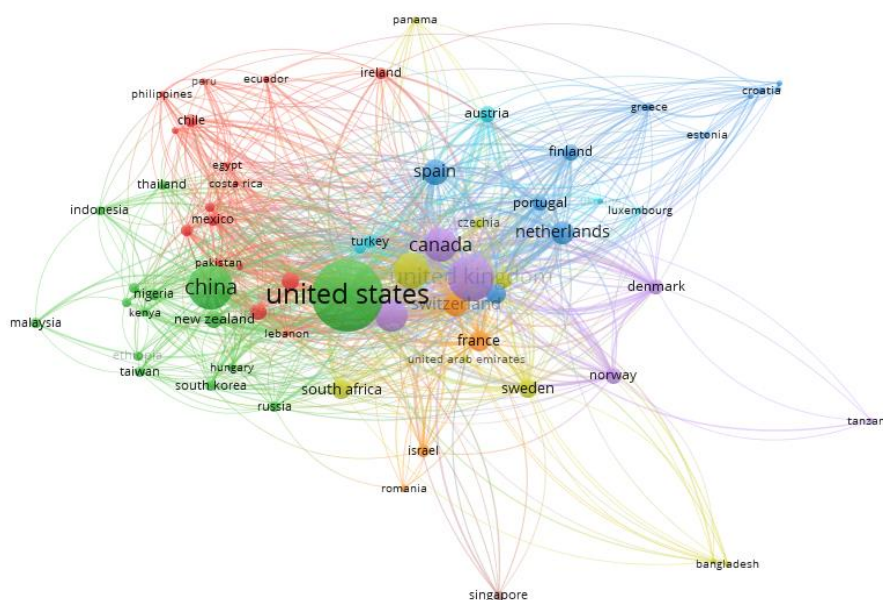 panama
ireland
ecuador
peru
philippines
croatia
greece
austria
chile
estonia
finland
egypt
spain
thailand
costa rica
portugal
indonesia
luxembourg
mexico
czechia
netherlands
turkey
canada
pakistan
united kingdom
china
denmark
united states
nigeria
switzerland
kenya
new zealand
malaysia
lebanon
france
ethiopia
united arab emirates
hungary
taiwan
norway
south korea
south africa
sweden
russia
tanzan
israel
romania
bangladesh
singapore